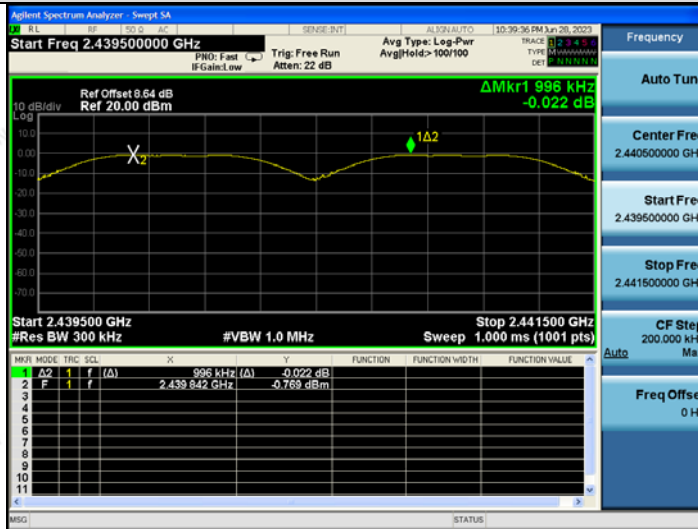 Agilent Spectrum Analyzer - Swept SA
RL RF 50 Ω AC SENSE:INT ALIGN AUTO 10:39:36 PM Jun 28, 2023
Start Freq 2.439500000 GHz
PNO: Fast
IFGain:Low
Trig: Free Run
Atten: 22 dB
Avg Type: Log-Pwr
Avg|Hold:> 100/100
TRACE 1 2 3 4 5 6
TYPE M
DET P N N N N N
Ref Offset 8.64 dB
Ref 20.00 dBm
ΔMkr1 996 kHz
-0.022 dB
10 dB/div
Log
10.0
0.00
-10.0
-20.0
-30.0
-40.0
-50.0
-60.0
-70.0
X2
1Δ2
Start 2.439500 GHz
Stop 2.441500 GHz
#Res BW 300 kHz
#VBW 1.0 MHz
Sweep 1.000 ms (1001 pts)
MKR MODE TRC SCL X Y FUNCTION FUNCTION WIDTH FUNCTION VALUE
1 Δ2 1 f (Δ) 996 kHz (Δ) -0.022 dB
2 F 1 f 2.439 842 GHz -0.769 dBm
3
4
5
6
7
8
9
10
11
MSG
STATUS
Frequency
Auto Tun
Center Fre
2.440500000 GH
Start Fre
2.439500000 GH
Stop Fre
2.441500000 GH
CF Step
200.000 kH
Auto Ma
Freq Offse
0 H